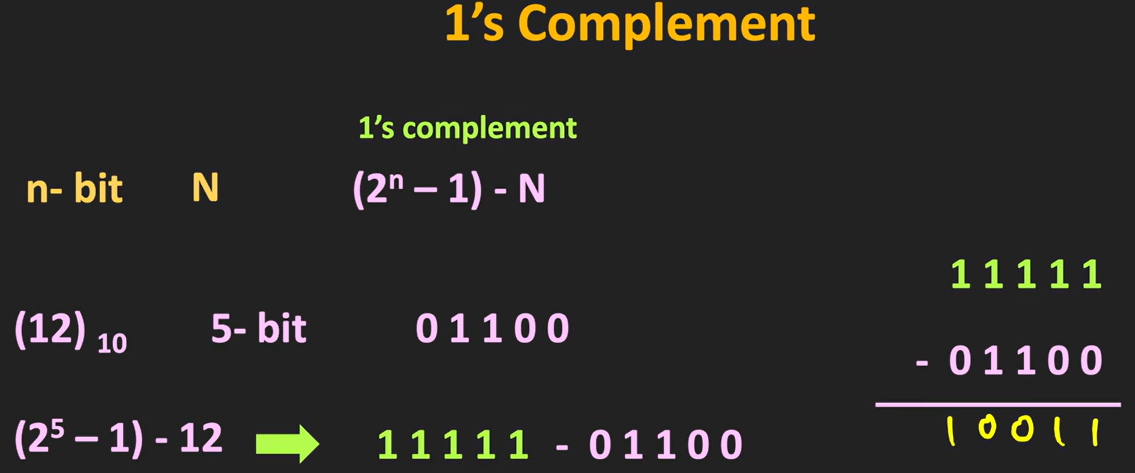 1's Complement
1's complement
n- bit N (2ⁿ – 1) - N
1 1 1 1 1
(12) ₁₀ 5- bit 0 1 1 0 0
- 0 1 1 0 0
(2⁵ – 1) - 12 1 1 1 1 1 - 0 1 1 0 0
1 0 0 1 1